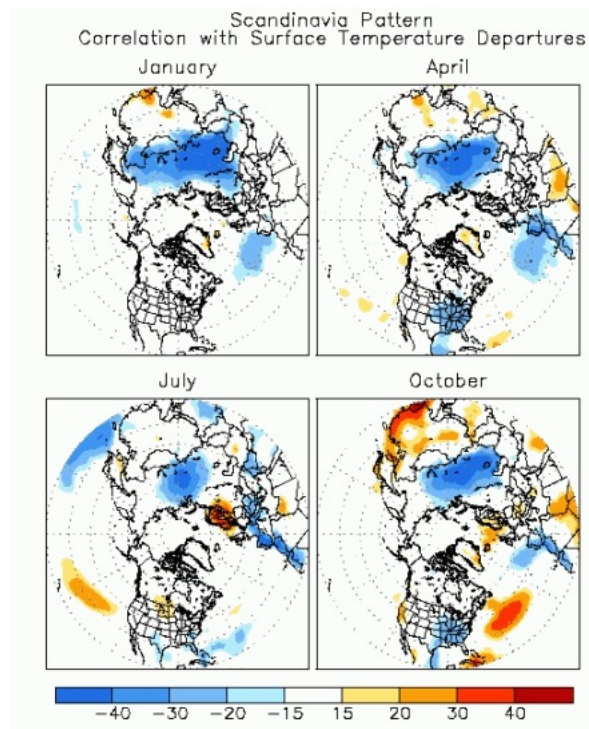 Scandinavia Pattern
Correlation with Surface Temperature Departures
January April
July October
−40 −30 −20 −15 15 20 30 40